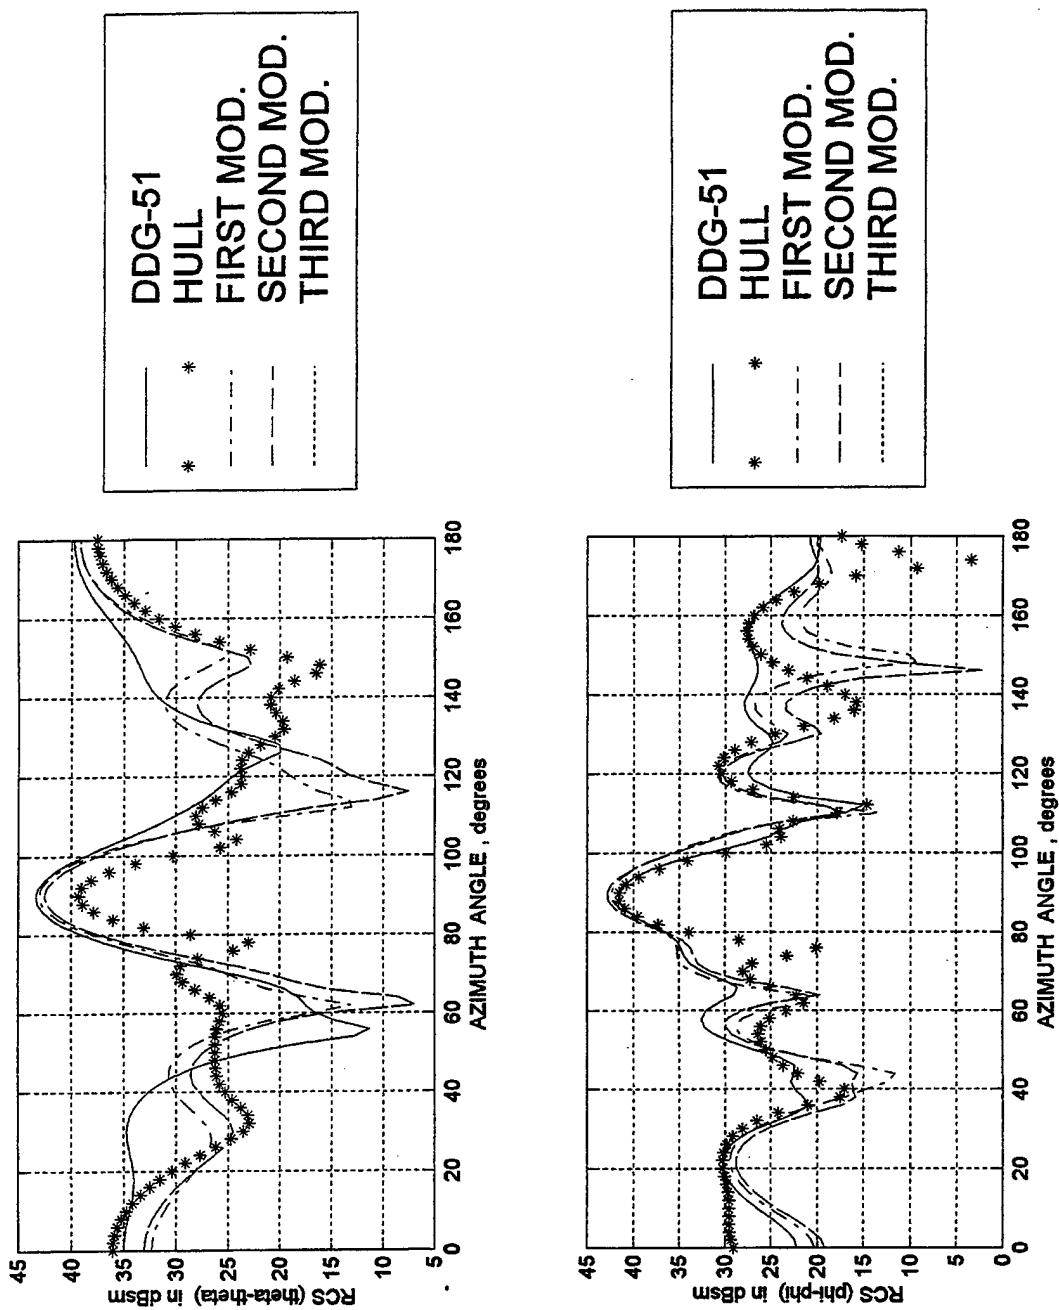 DDG-51
HULL
FIRST MOD.
SECOND MOD.
THIRD MOD.
45
40
35
30
25
20
15
10
5
RCS (theta-theta) in dBsm
0 20 40 60 80 100 120 140 160 180
AZIMUTH ANGLE , degrees
DDG-51
HULL
FIRST MOD.
SECOND MOD.
THIRD MOD.
45
40
35
30
25
20
15
10
0
RCS (phi-phi) in dBsm
0 20 40 60 80 100 120 140 160 180
AZIMUTH ANGLE , degrees